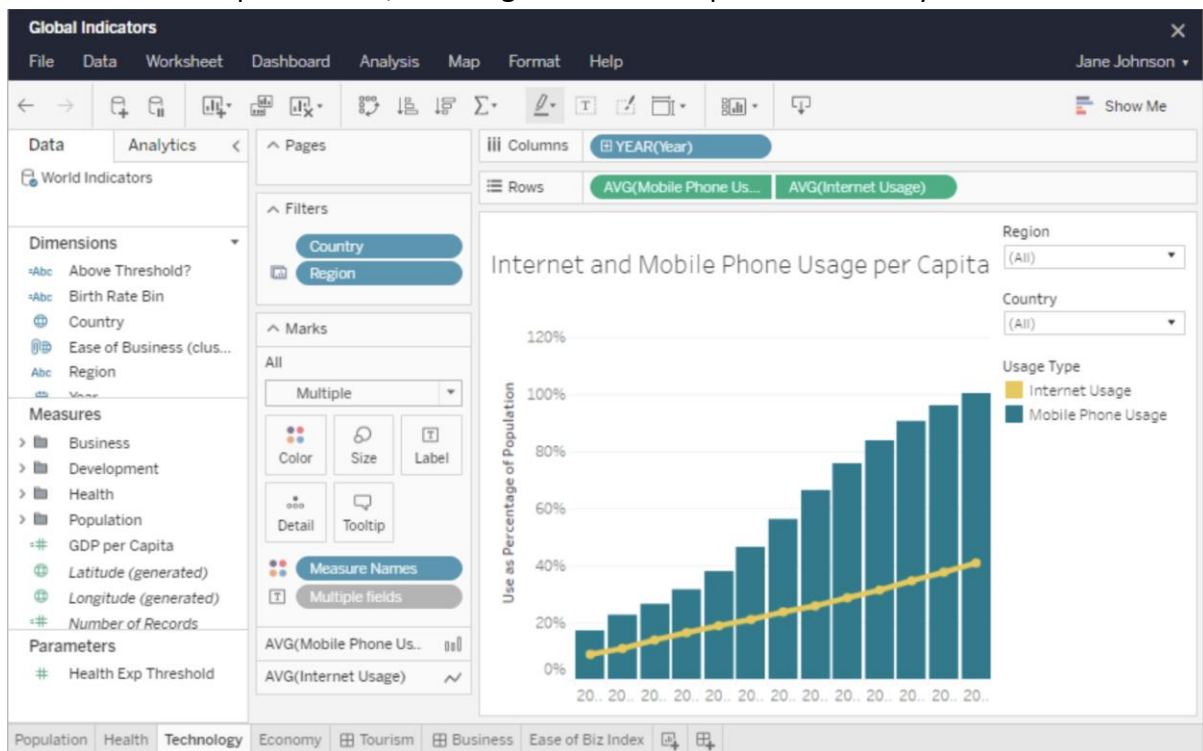 Global Indicators
File Data Worksheet Dashboard Analysis Map Format Help Jane Johnson
Show Me
Data Analytics
World Indicators
Dimensions
=Abc Above Threshold?
=Abc Birth Rate Bin
Country
Ease of Business (clus...
Abc Region
Measures
Business
Development
Health
Population
=# GDP per Capita
Latitude (generated)
Longitude (generated)
=# Number of Records
Parameters
# Health Exp Threshold
Pages
Filters
Country
Region
Marks
All
Multiple
Color Size Label
Detail Tooltip
Measure Names
Multiple fields
AVG(Mobile Phone Us..
AVG(Internet Usage)
Columns YEAR(Year)
Rows AVG(Mobile Phone Us... AVG(Internet Usage)
Internet and Mobile Phone Usage per Capita
Use as Percentage of Population
120%
100%
80%
60%
40%
20%
0%
20.. 20.. 20.. 20.. 20.. 20.. 20.. 20.. 20.. 20.. 20.. 20.. 20..
Region
(All)
Country
(All)
Usage Type
Internet Usage
Mobile Phone Usage
Population Health Technology Economy Tourism Business Ease of Biz Index